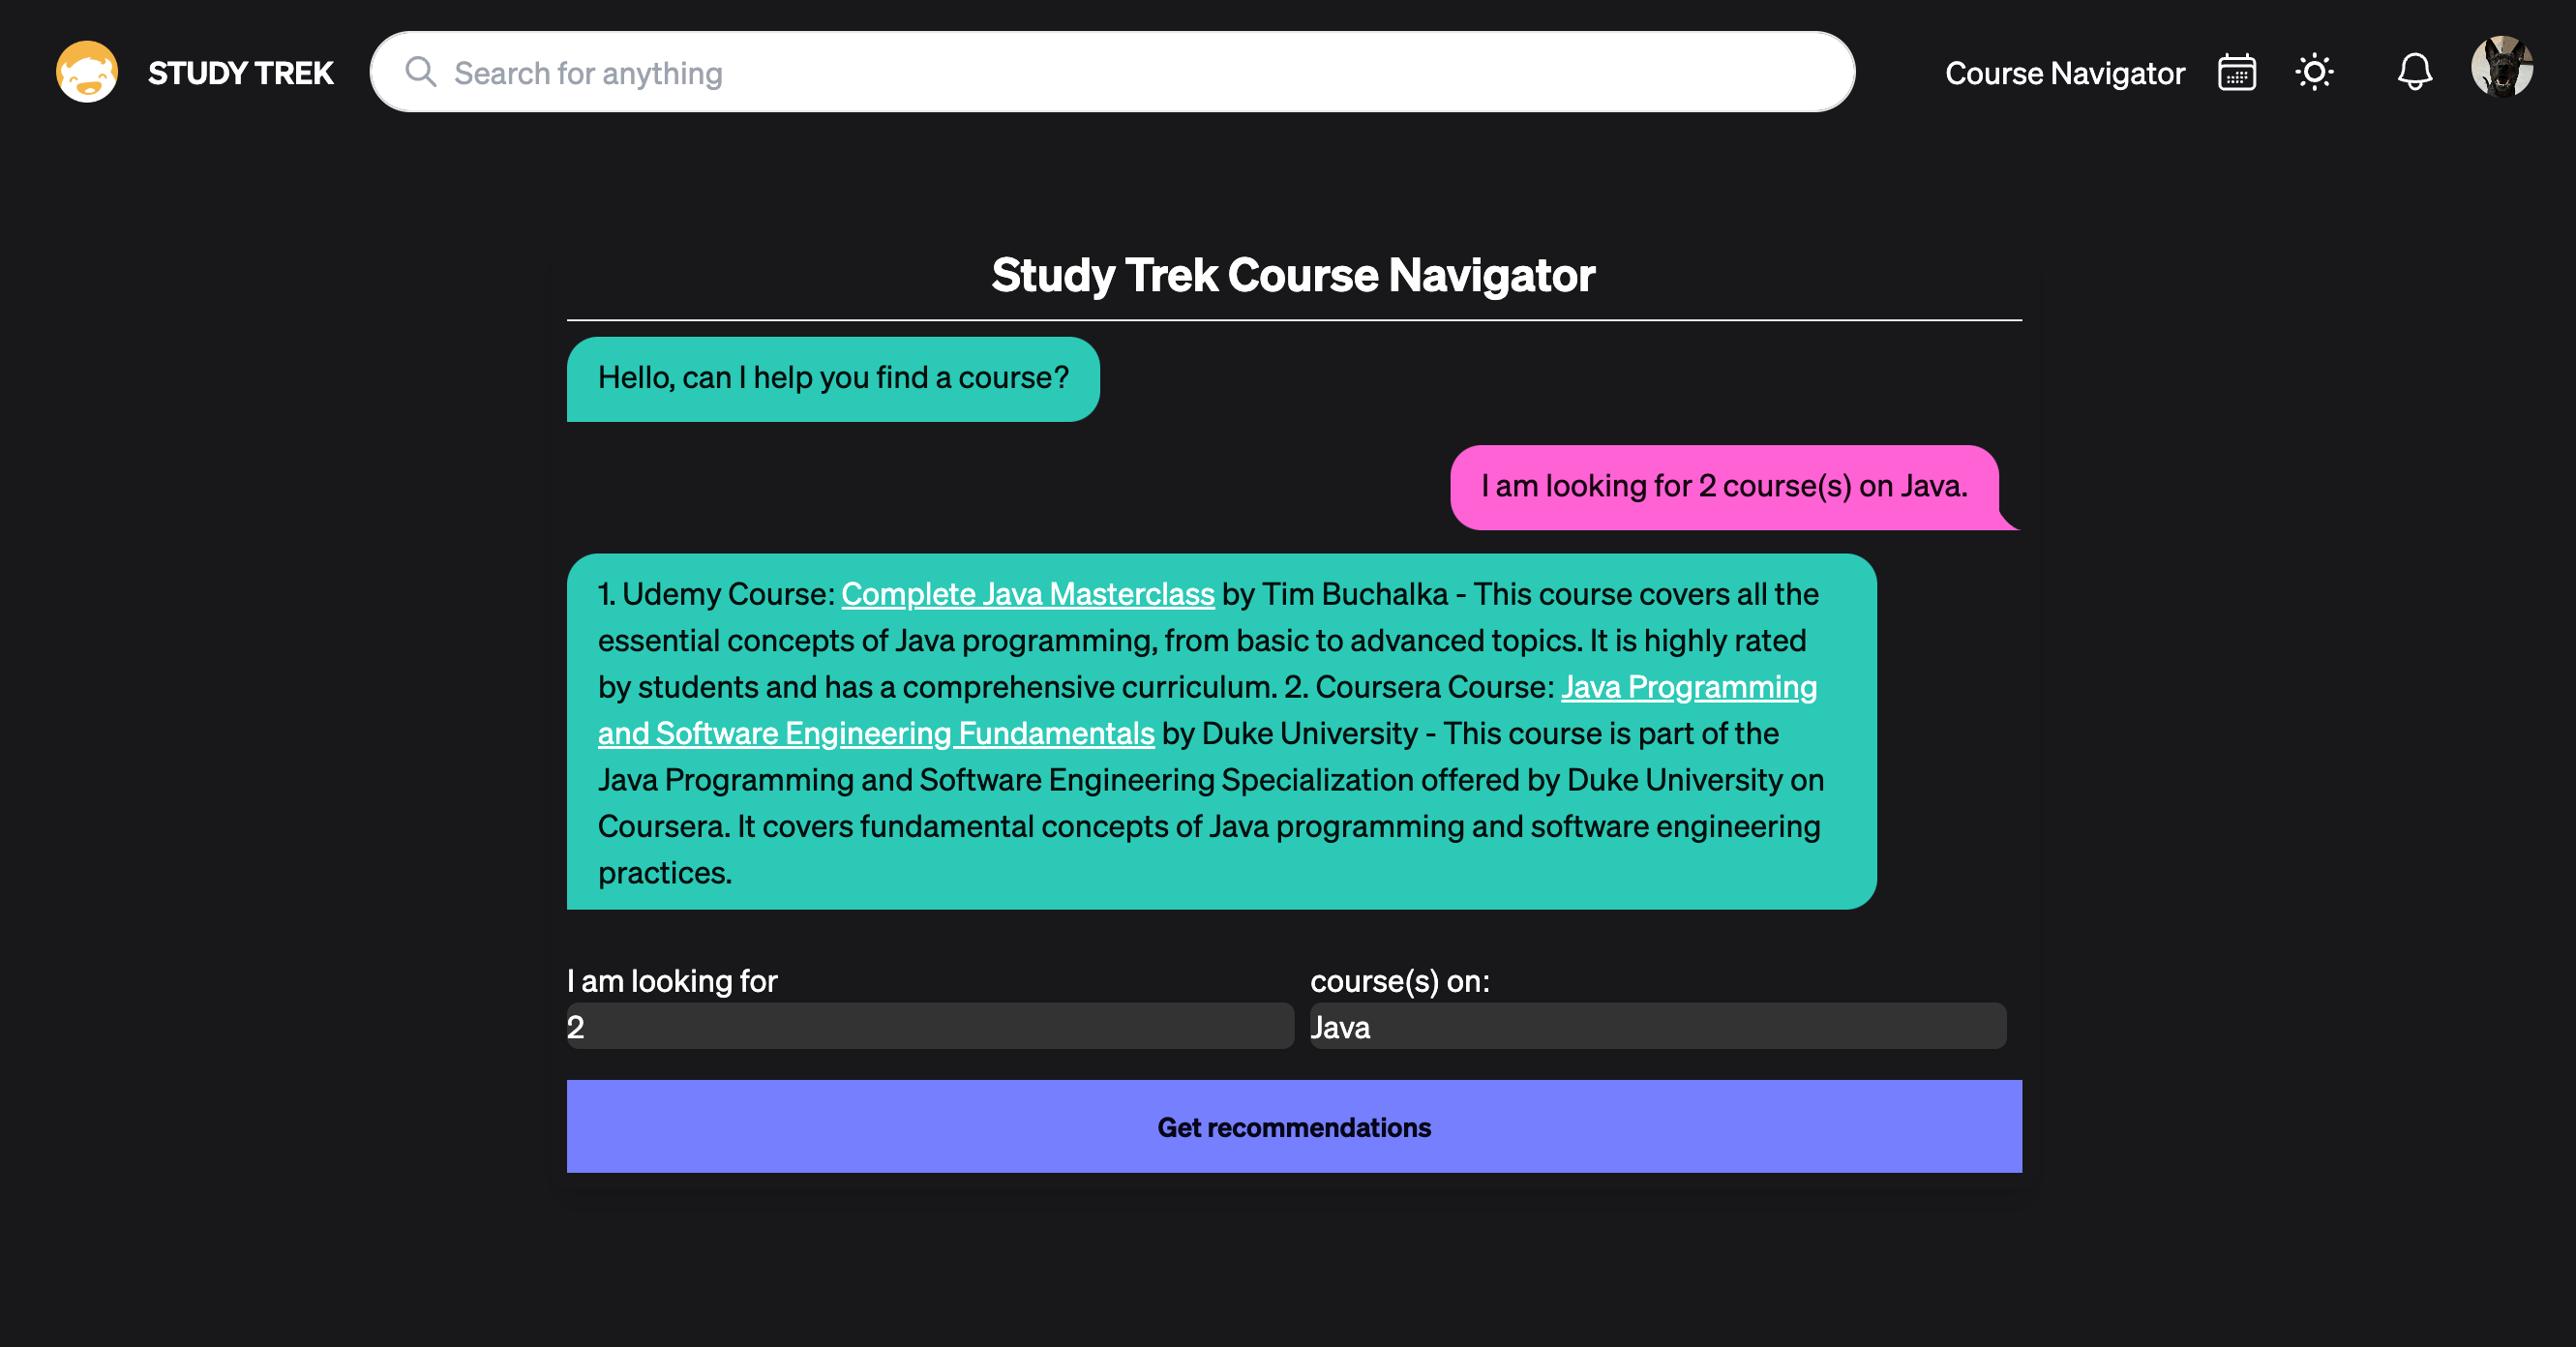 STUDY TREK
Search for anything
Course Navigator
Study Trek Course Navigator
Hello, can I help you find a course?
I am looking for 2 course(s) on Java.
1. Udemy Course: Complete Java Masterclass by Tim Buchalka - This course covers all the
essential concepts of Java programming, from basic to advanced topics. It is highly rated
by students and has a comprehensive curriculum. 2. Coursera Course: Java Programming
and Software Engineering Fundamentals by Duke University - This course is part of the
Java Programming and Software Engineering Specialization offered by Duke University on
Coursera. It covers fundamental concepts of Java programming and software engineering
practices.
I am looking for
course(s) on:
2
Java
Get recommendations